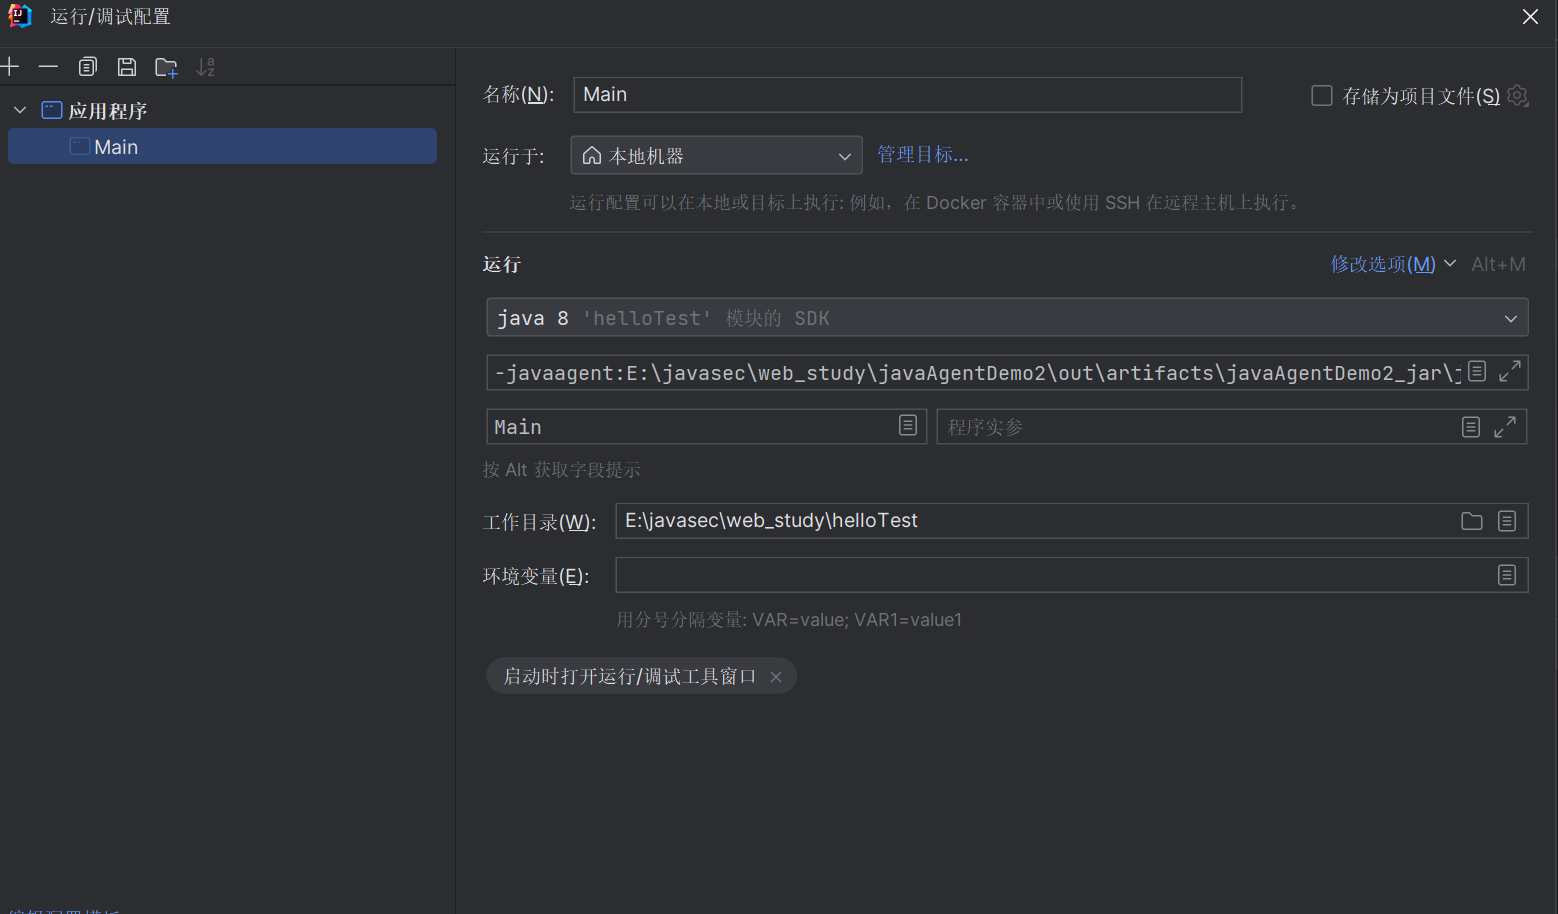 运行/调试配置
应用程序
Main
名称(N): Main 存储为项目文件(S)
运行于: 本地机器 管理目标...
运行配置可以在本地或目标上执行: 例如，在 Docker 容器中或使用 SSH 在远程主机上执行。
运行 修改选项(M) Alt+M
java 8 'helloTest' 模块的 SDK
-javaagent:E:\javasec\web_study\javaAgentDemo2\out\artifacts\javaAgentDemo2_jar\j
Main 程序实参
按 Alt 获取字段提示
工作目录(W): E:\javasec\web_study\helloTest
环境变量(E):
用分号分隔变量: VAR=value; VAR1=value1
启动时打开运行/调试工具窗口